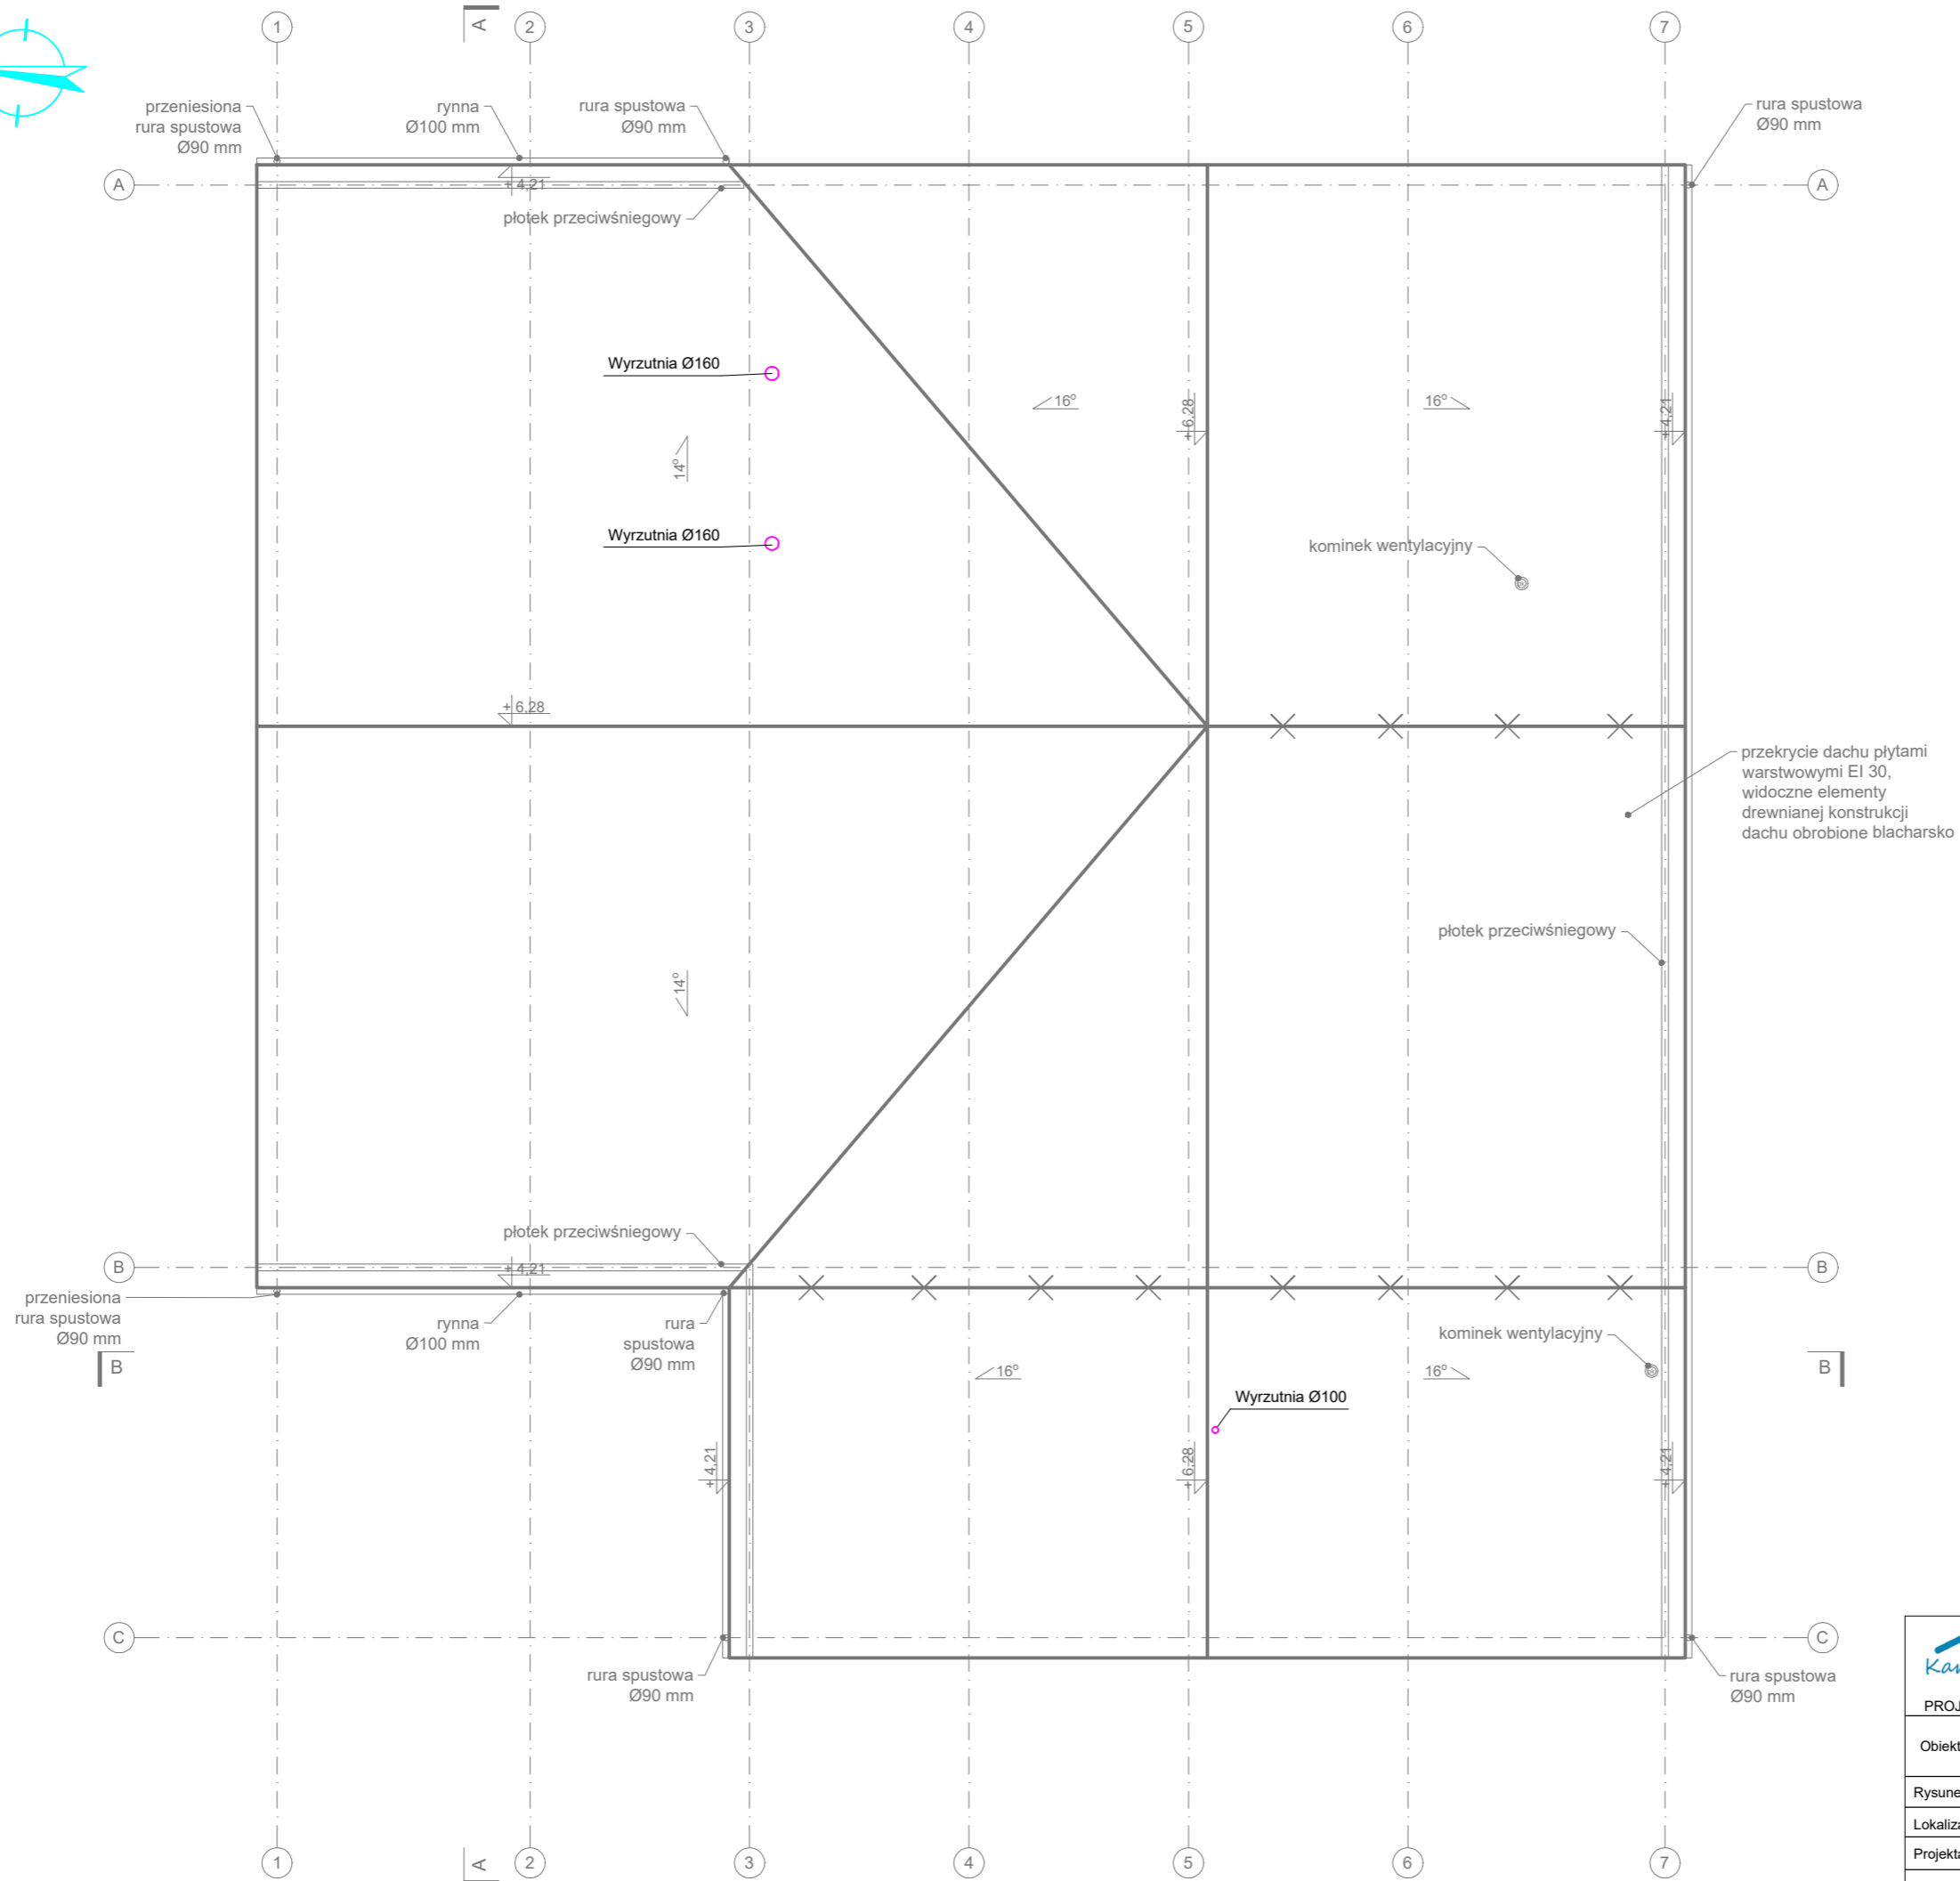 1
A
2
3
4
5
6
7
przeniesiona
rura spustowa
Ø90 mm
rynna
Ø100 mm
rura spustowa
Ø90 mm
rura spustowa
Ø90 mm
A
+ 4,21
A
płotek przeciwśniegowy
Wyrzutnia Ø160
16°
+ 6,28
16°
+ 4,21
14°
Wyrzutnia Ø160
kominek wentylacyjny
+ 6,28
przekrycie dachu płytami
warstwowymi EI 30,
widoczne elementy
drewnianej konstrukcji
dachu obrobione blacharsko
płotek przeciwśniegowy
14°
płotek przeciwśniegowy
B
+ 4,21
B
przeniesiona
rura spustowa
Ø90 mm
rynna
Ø100 mm
rura
spustowa
Ø90 mm
kominek wentylacyjny
B
16°
16°
B
Wyrzutnia Ø100
+ 4,21
+ 6,28
+ 4,21
C
C
rura spustowa
Ø90 mm
rura spustowa
Ø90 mm
PROJ
Obiekt
Rysune
Lokaliza
Projekta
1
A
2
3
4
5
6
7